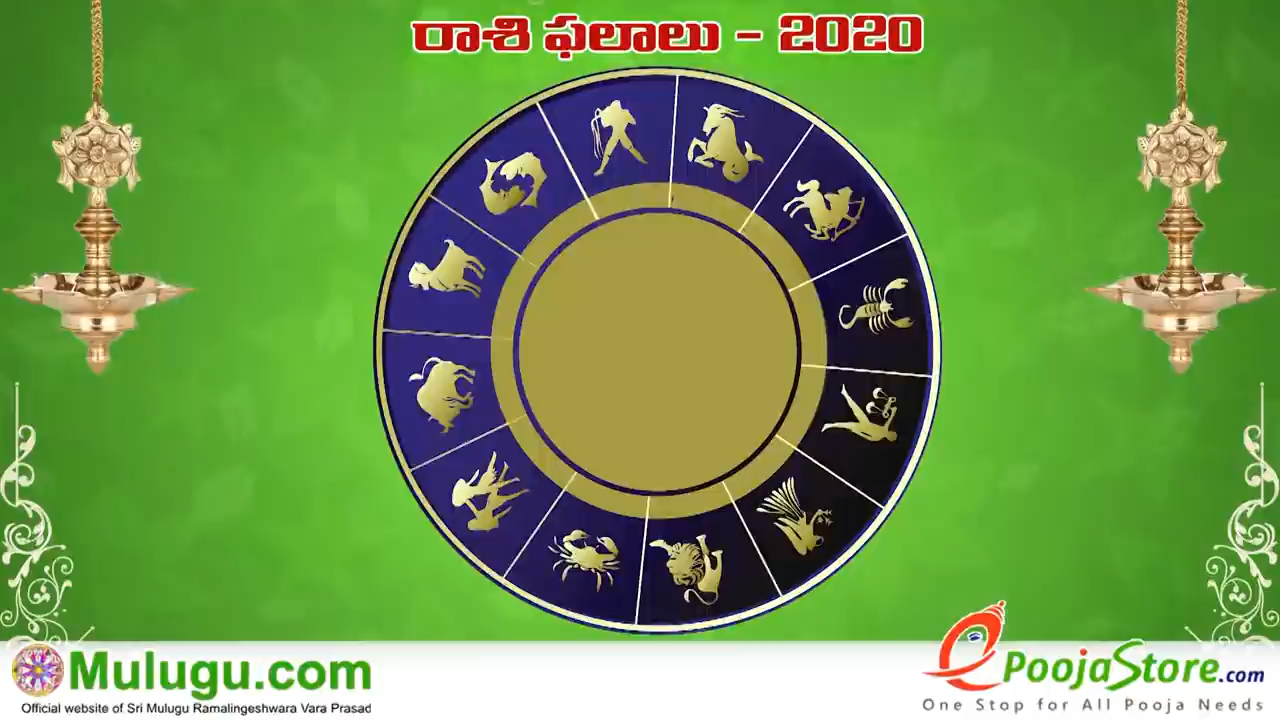 రాశి ఫలాలు - 2020
Mulugu.com
Official website of Sri Mulugu Ramalingeshwara Vara Prasad
ePoojaStore.com
One Stop for All Pooja Needs